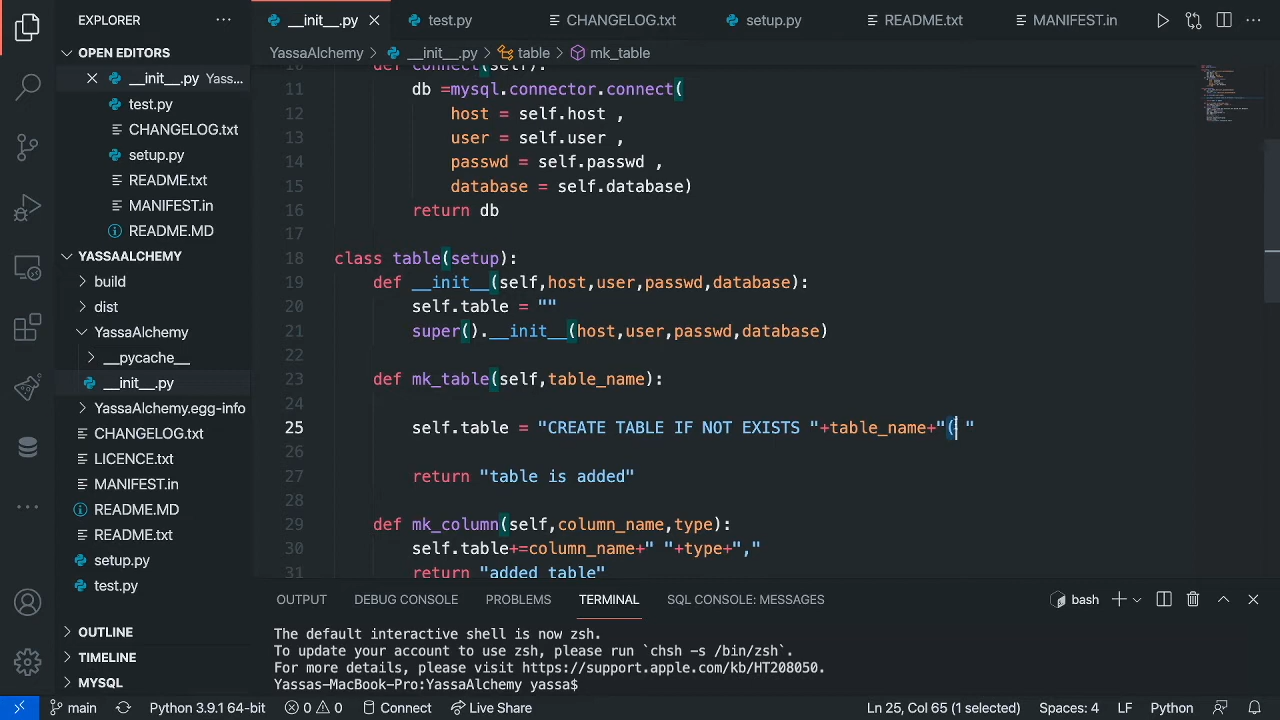 EXPLORER
OPEN EDITORS
__init__.py Yass...
test.py
CHANGELOG.txt
setup.py
README.txt
MANIFEST.in
README.MD
YASSAALCHEMY
build
dist
YassaAlchemy
__pycache__
__init__.py
YassaAlchemy.egg-info
CHANGELOG.txt
LICENCE.txt
MANIFEST.in
README.MD
README.txt
setup.py
test.py
OUTLINE
TIMELINE
MYSQL
__init__.py test.py CHANGELOG.txt setup.py README.txt MANIFEST.in
YassaAlchemy > __init__.py > table > mk_table
10 def connect(self):
11 db =mysql.connector.connect(
12 host = self.host ,
13 user = self.user ,
14 passwd = self.passwd ,
15 database = self.database)
16 return db
17
18 class table(setup):
19 def __init__(self,host,user,passwd,database):
20 self.table = ""
21 super().__init__(host,user,passwd,database)
22
23 def mk_table(self,table_name):
24
25 self.table = "CREATE TABLE IF NOT EXISTS "+table_name+"( "
26
27 return "table is added"
28
29 def mk_column(self,column_name,type):
30 self.table+=column_name+" "+type+","
31 return "added table"
OUTPUT DEBUG CONSOLE PROBLEMS TERMINAL SQL CONSOLE: MESSAGES
bash
The default interactive shell is now zsh.
To update your account to use zsh, please run `chsh -s /bin/zsh`.
For more details, please visit https://support.apple.com/kb/HT208050.
Yassas-MacBook-Pro:YassaAlchemy yassa$
main Python 3.9.1 64-bit 0 0 Connect Live Share Ln 25, Col 65 (1 selected) Spaces: 4 UTF-8 LF Python